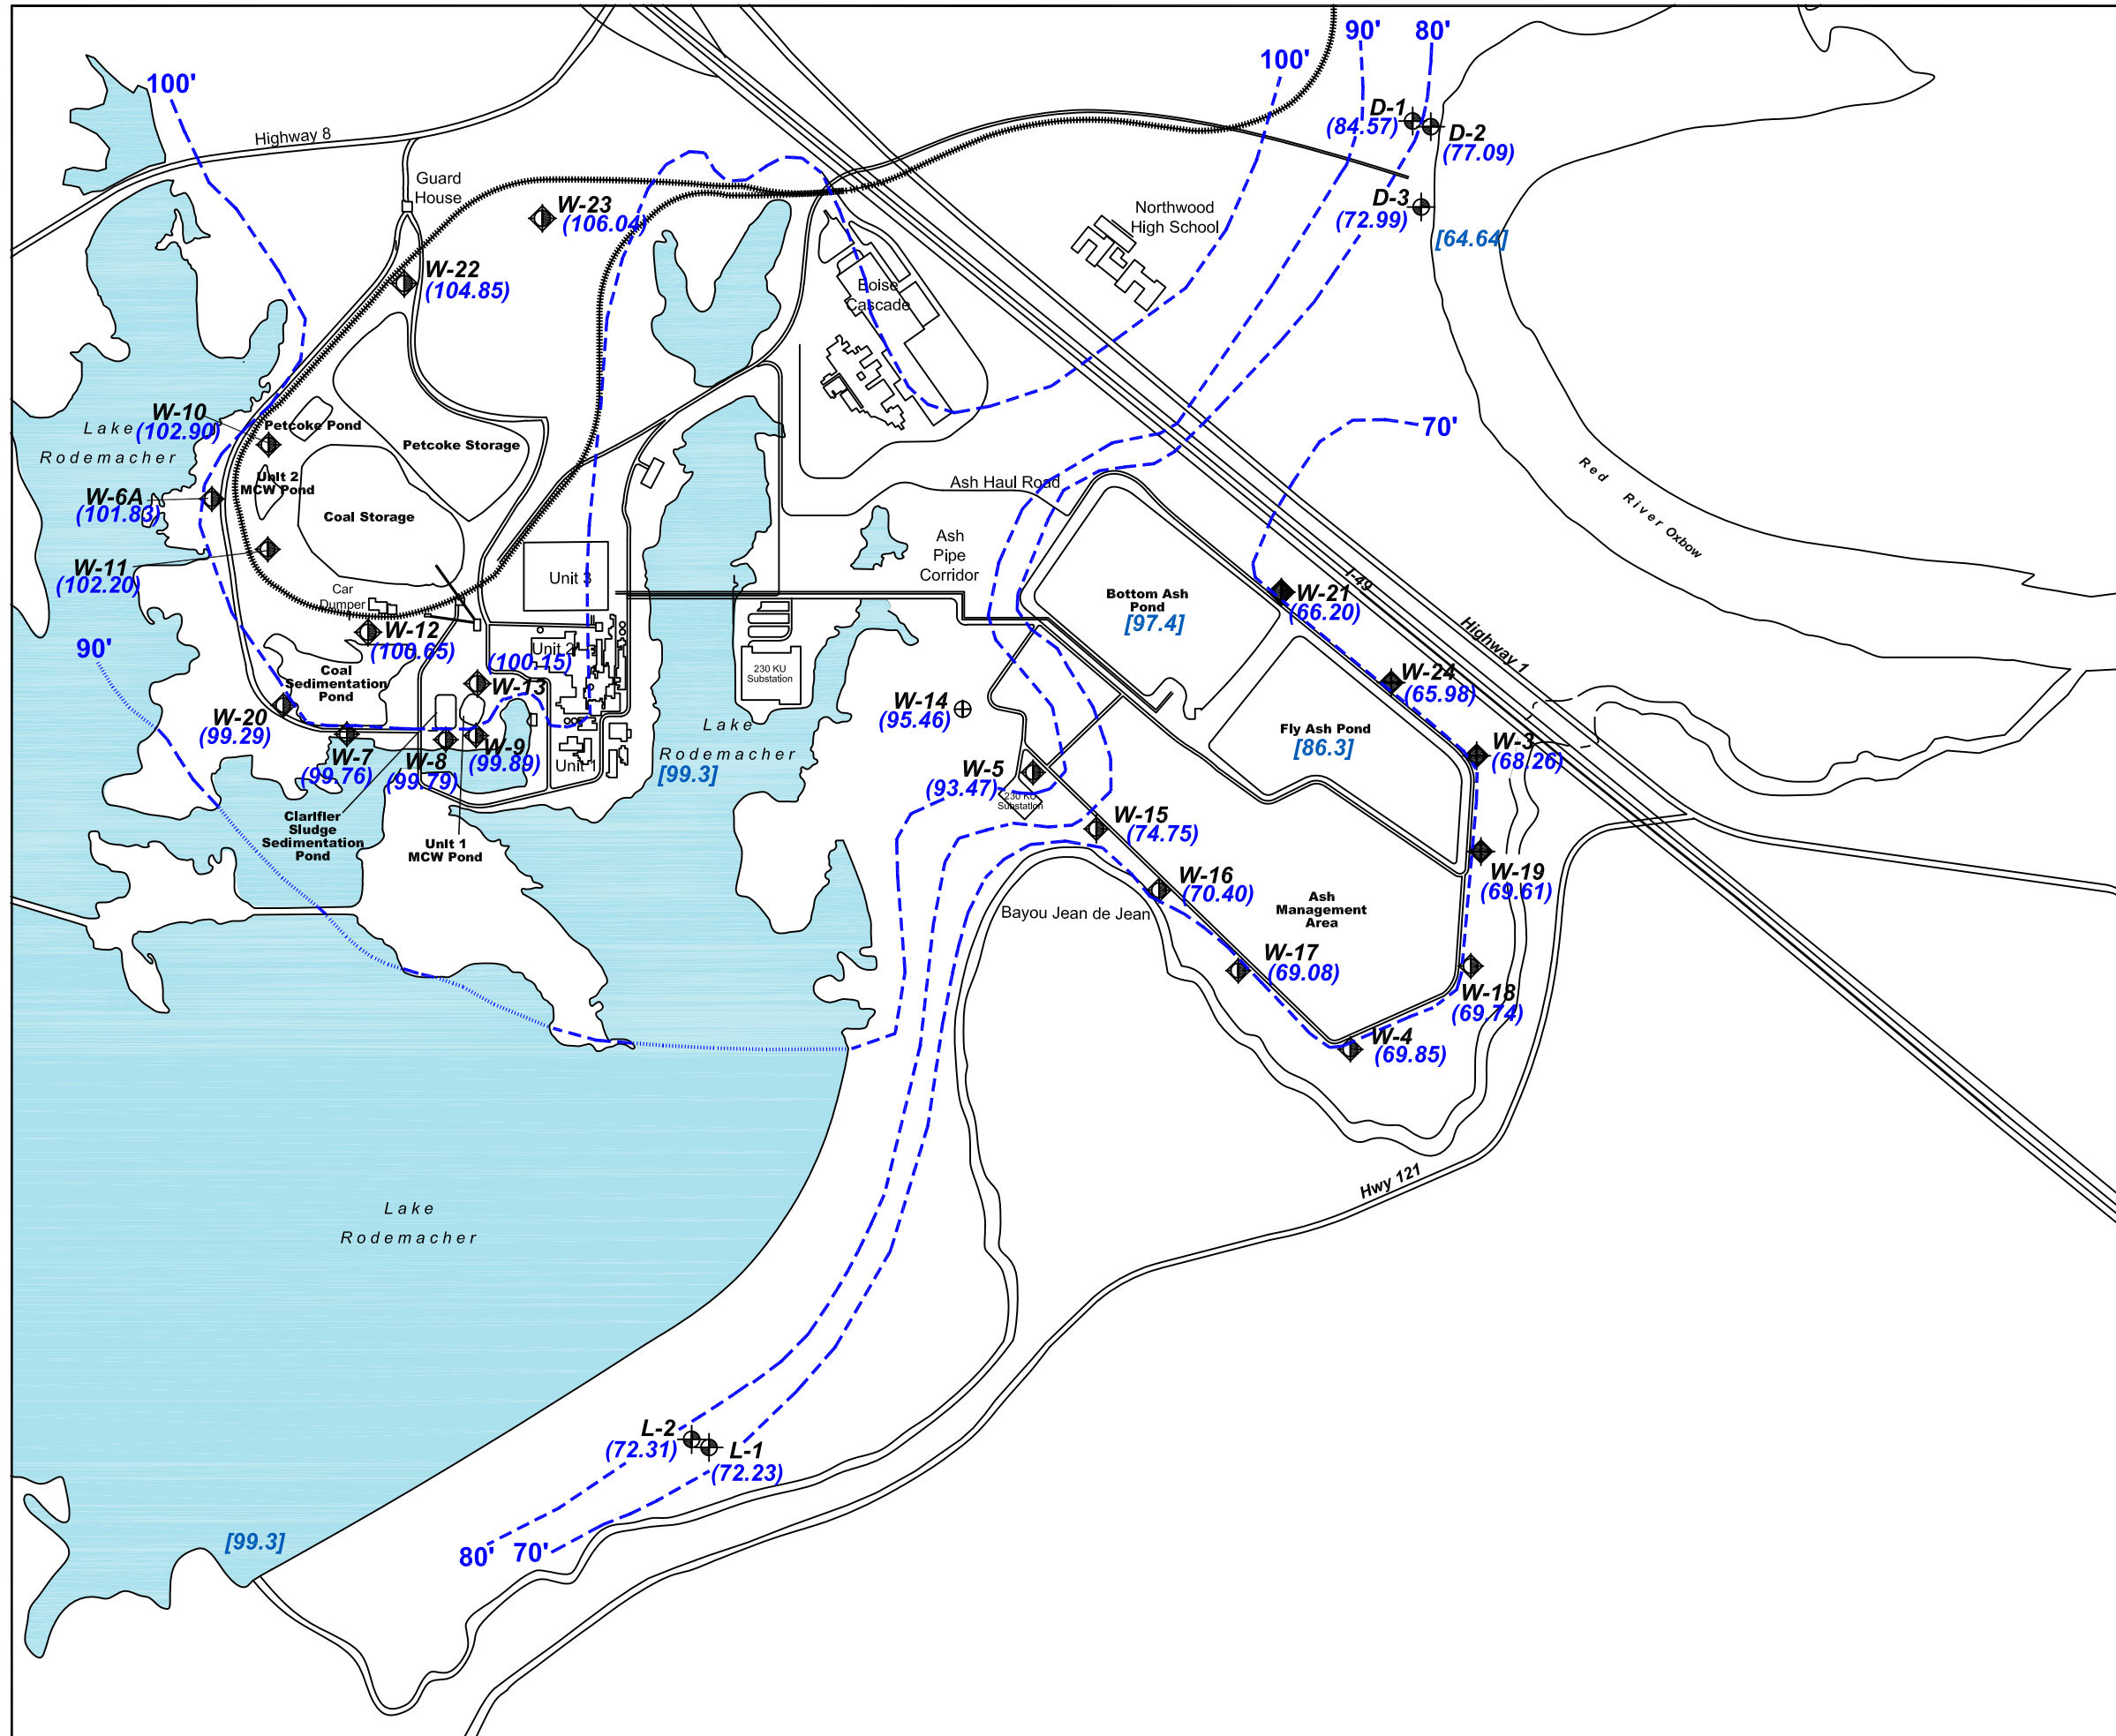 90'
80'
100'
100'
D-1
(84.57)
D-2
(77.09)
Highway 8
Guard
House
W-23
(106.04)
D-3
(72.99)
[64.64]
Northwood
High School
W-22
(104.85)
Boise
Cascade
W-10
(102.90)
Lake
Rodemacher
Petcoke Pond
Petcoke Storage
70'
Unit 2
MCW Pond
W-6A
(101.83)
Coal Storage
Ash Haul Road
Red River Oxbow
W-11
(102.20)
Ash
Pipe
Corridor
Unit 3
Car
Dumper
I-49
Bottom Ash
Pond
[97.4]
W-21
(66.20)
Highway 1
W-12
(100.65)
90'
Unit 2
(100.15)
W-13
Coal
Sedimentation
Pond
230 KU
Substation
W-24
(65.98)
W-14
(95.46)
W-20
(99.29)
Lake
Rodemacher
[99.3]
Fly Ash Pond
[86.3]
W-3
(68.26)
W-7
(99.76)
W-8
(99.79)
W-9
(99.89)
Unit 1
W-5
(93.47)
230 KU
Substation
W-15
(74.75)
Clarifier
Sludge
Sedimentation
Pond
Unit 1
MCW Pond
W-19
(69.61)
W-16
(70.40)
Ash
Management
Area
Bayou Jean de Jean
W-17
(69.08)
W-18
(69.74)
W-4
(69.85)
Hwy 121
Lake
Rodemacher
L-2
(72.31)
L-1
(72.23)
[99.3]
80'
70'